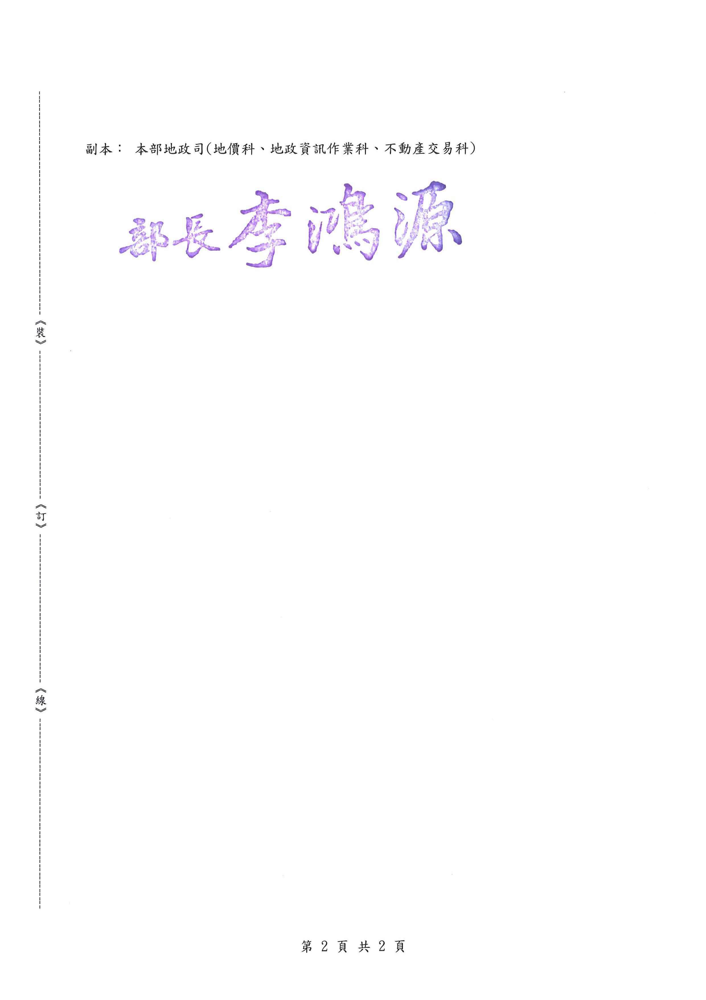 副本： 本部地政司(地價科、地政資訊作業科、不動產交易科)
部長李鴻源
《裝》
《訂》
《線》
第 2 頁 共 2 頁